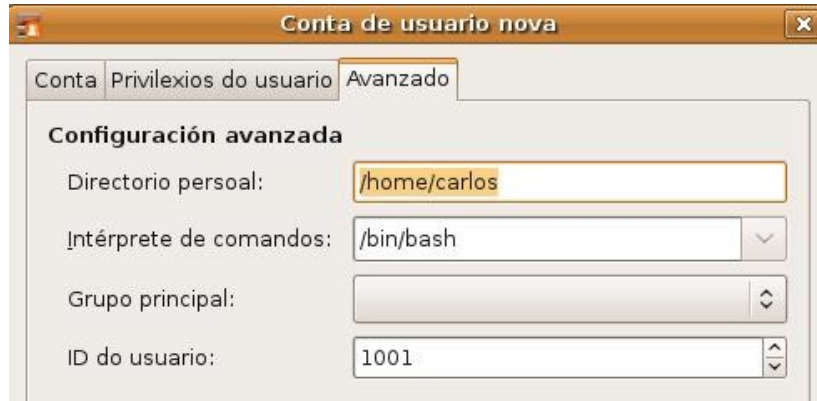 Conta de usuario nova
Conta Privilexios do usuario Avanzado
Configuración avanzada
Directorio persoal: /home/carlos
Intérprete de comandos: /bin/bash
Grupo principal:
ID do usuario: 1001